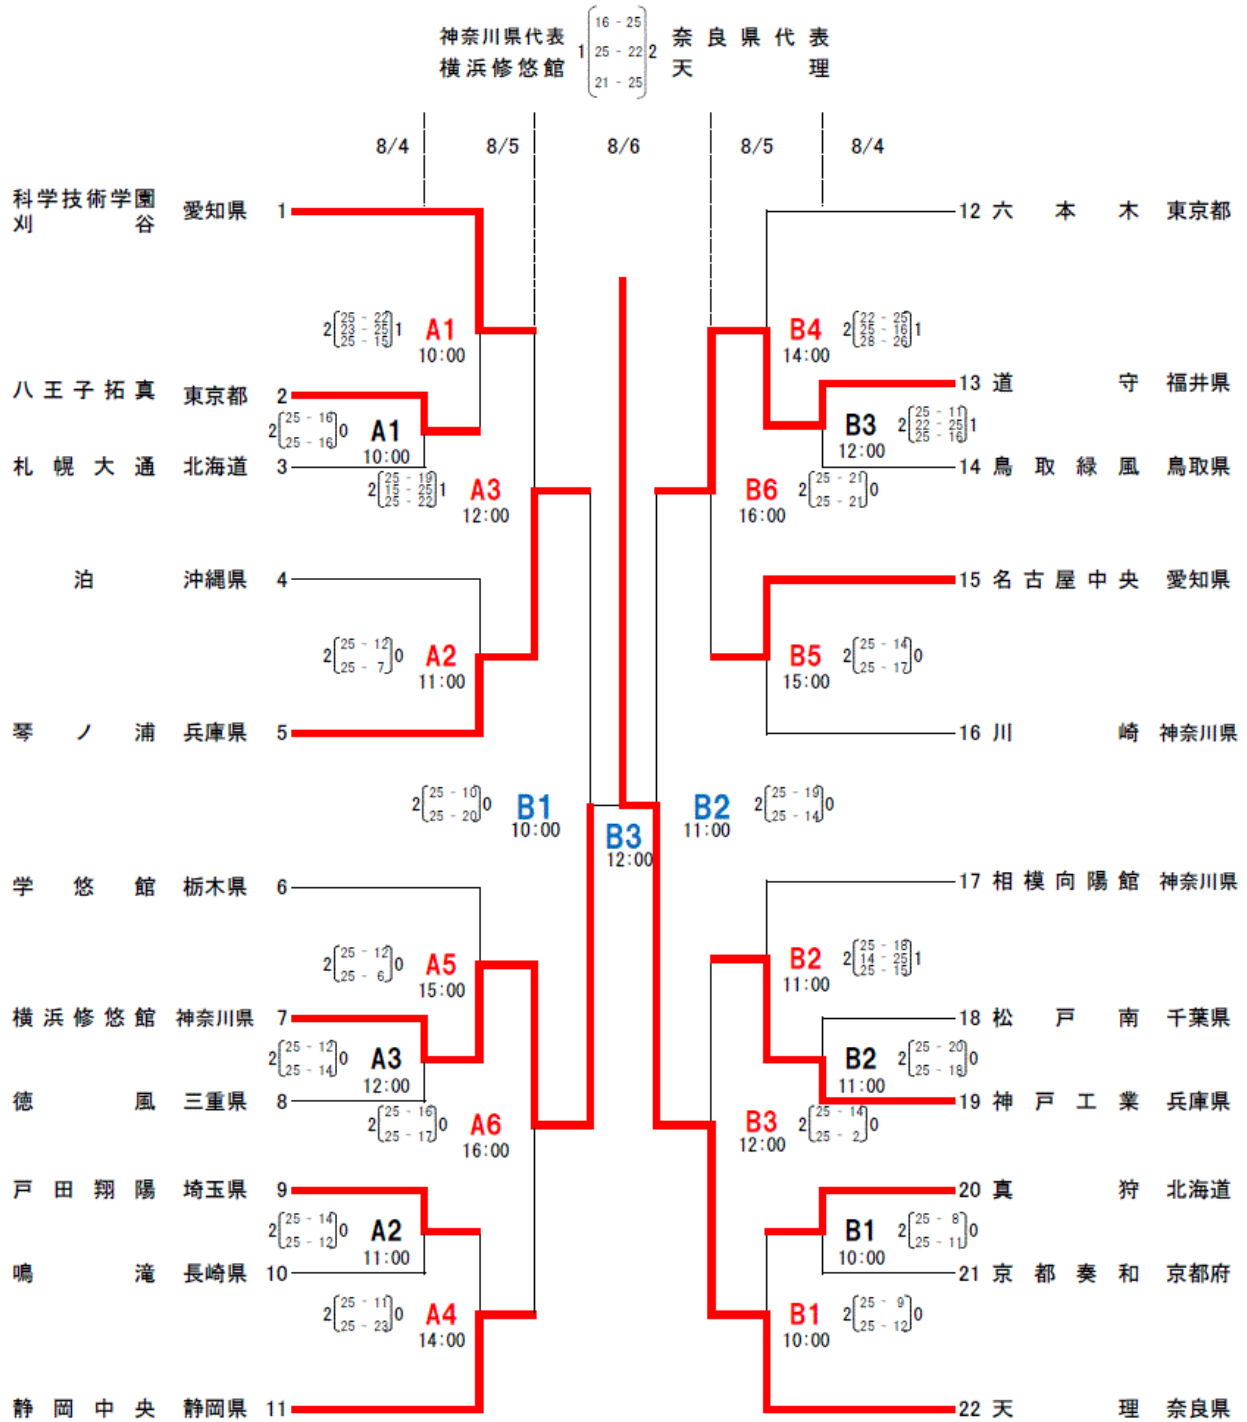 神奈川県代表 1 16 - 25 2 奈良県代表
横浜修悠館 25 - 22 天理
21 - 25
8/4 8/5 8/6 8/5 8/4
科学技術学園 愛知県 1
刈谷
12 六本木 東京都
2 25 - 22 1 A1
23 - 25
25 - 15
10:00
B4 2 22 - 25 1
25 - 16
28 - 26
14:00
八王子拓真 東京都 2
13 道守 福井県
2 25 - 16 0 A1
25 - 16
10:00
B3 2 25 - 11 1
22 - 25
25 - 16
12:00
札幌大通 北海道 3
14 鳥取緑風 鳥取県
2 25 - 19 1 A3
15 - 25
25 - 22
12:00
B6 2 25 - 21 0
25 - 21
16:00
泊 沖縄県 4
15 名古屋中央 愛知県
2 25 - 12 0 A2
25 - 7
11:00
B5 2 25 - 14 0
25 - 17
15:00
琴ノ浦 兵庫県 5
16 川崎 神奈川県
2 25 - 10 0 B1
25 - 20
10:00
B3
12:00
B2 2 25 - 19 0
25 - 14
11:00
学悠館 栃木県 6
17 相模向陽館 神奈川県
2 25 - 12 0 A5
25 - 6
15:00
B2 2 25 - 18 1
14 - 25
25 - 15
11:00
横浜修悠館 神奈川県 7
18 松戸南 千葉県
2 25 - 12 0 A3
25 - 14
12:00
B2 2 25 - 20 0
25 - 18
11:00
徳風 三重県 8
19 神戸工業 兵庫県
2 25 - 16 0 A6
25 - 17
16:00
B3 2 25 - 14 0
25 - 2
12:00
戸田翔陽 埼玉県 9
20 真狩 北海道
2 25 - 14 0 A2
25 - 12
11:00
B1 2 25 - 8 0
25 - 11
10:00
鳴滝 長崎県 10
21 京都奏和 京都府
2 25 - 11 0 A4
25 - 23
14:00
B1 2 25 - 9 0
25 - 12
10:00
静岡中央 静岡県 11
22 天理 奈良県